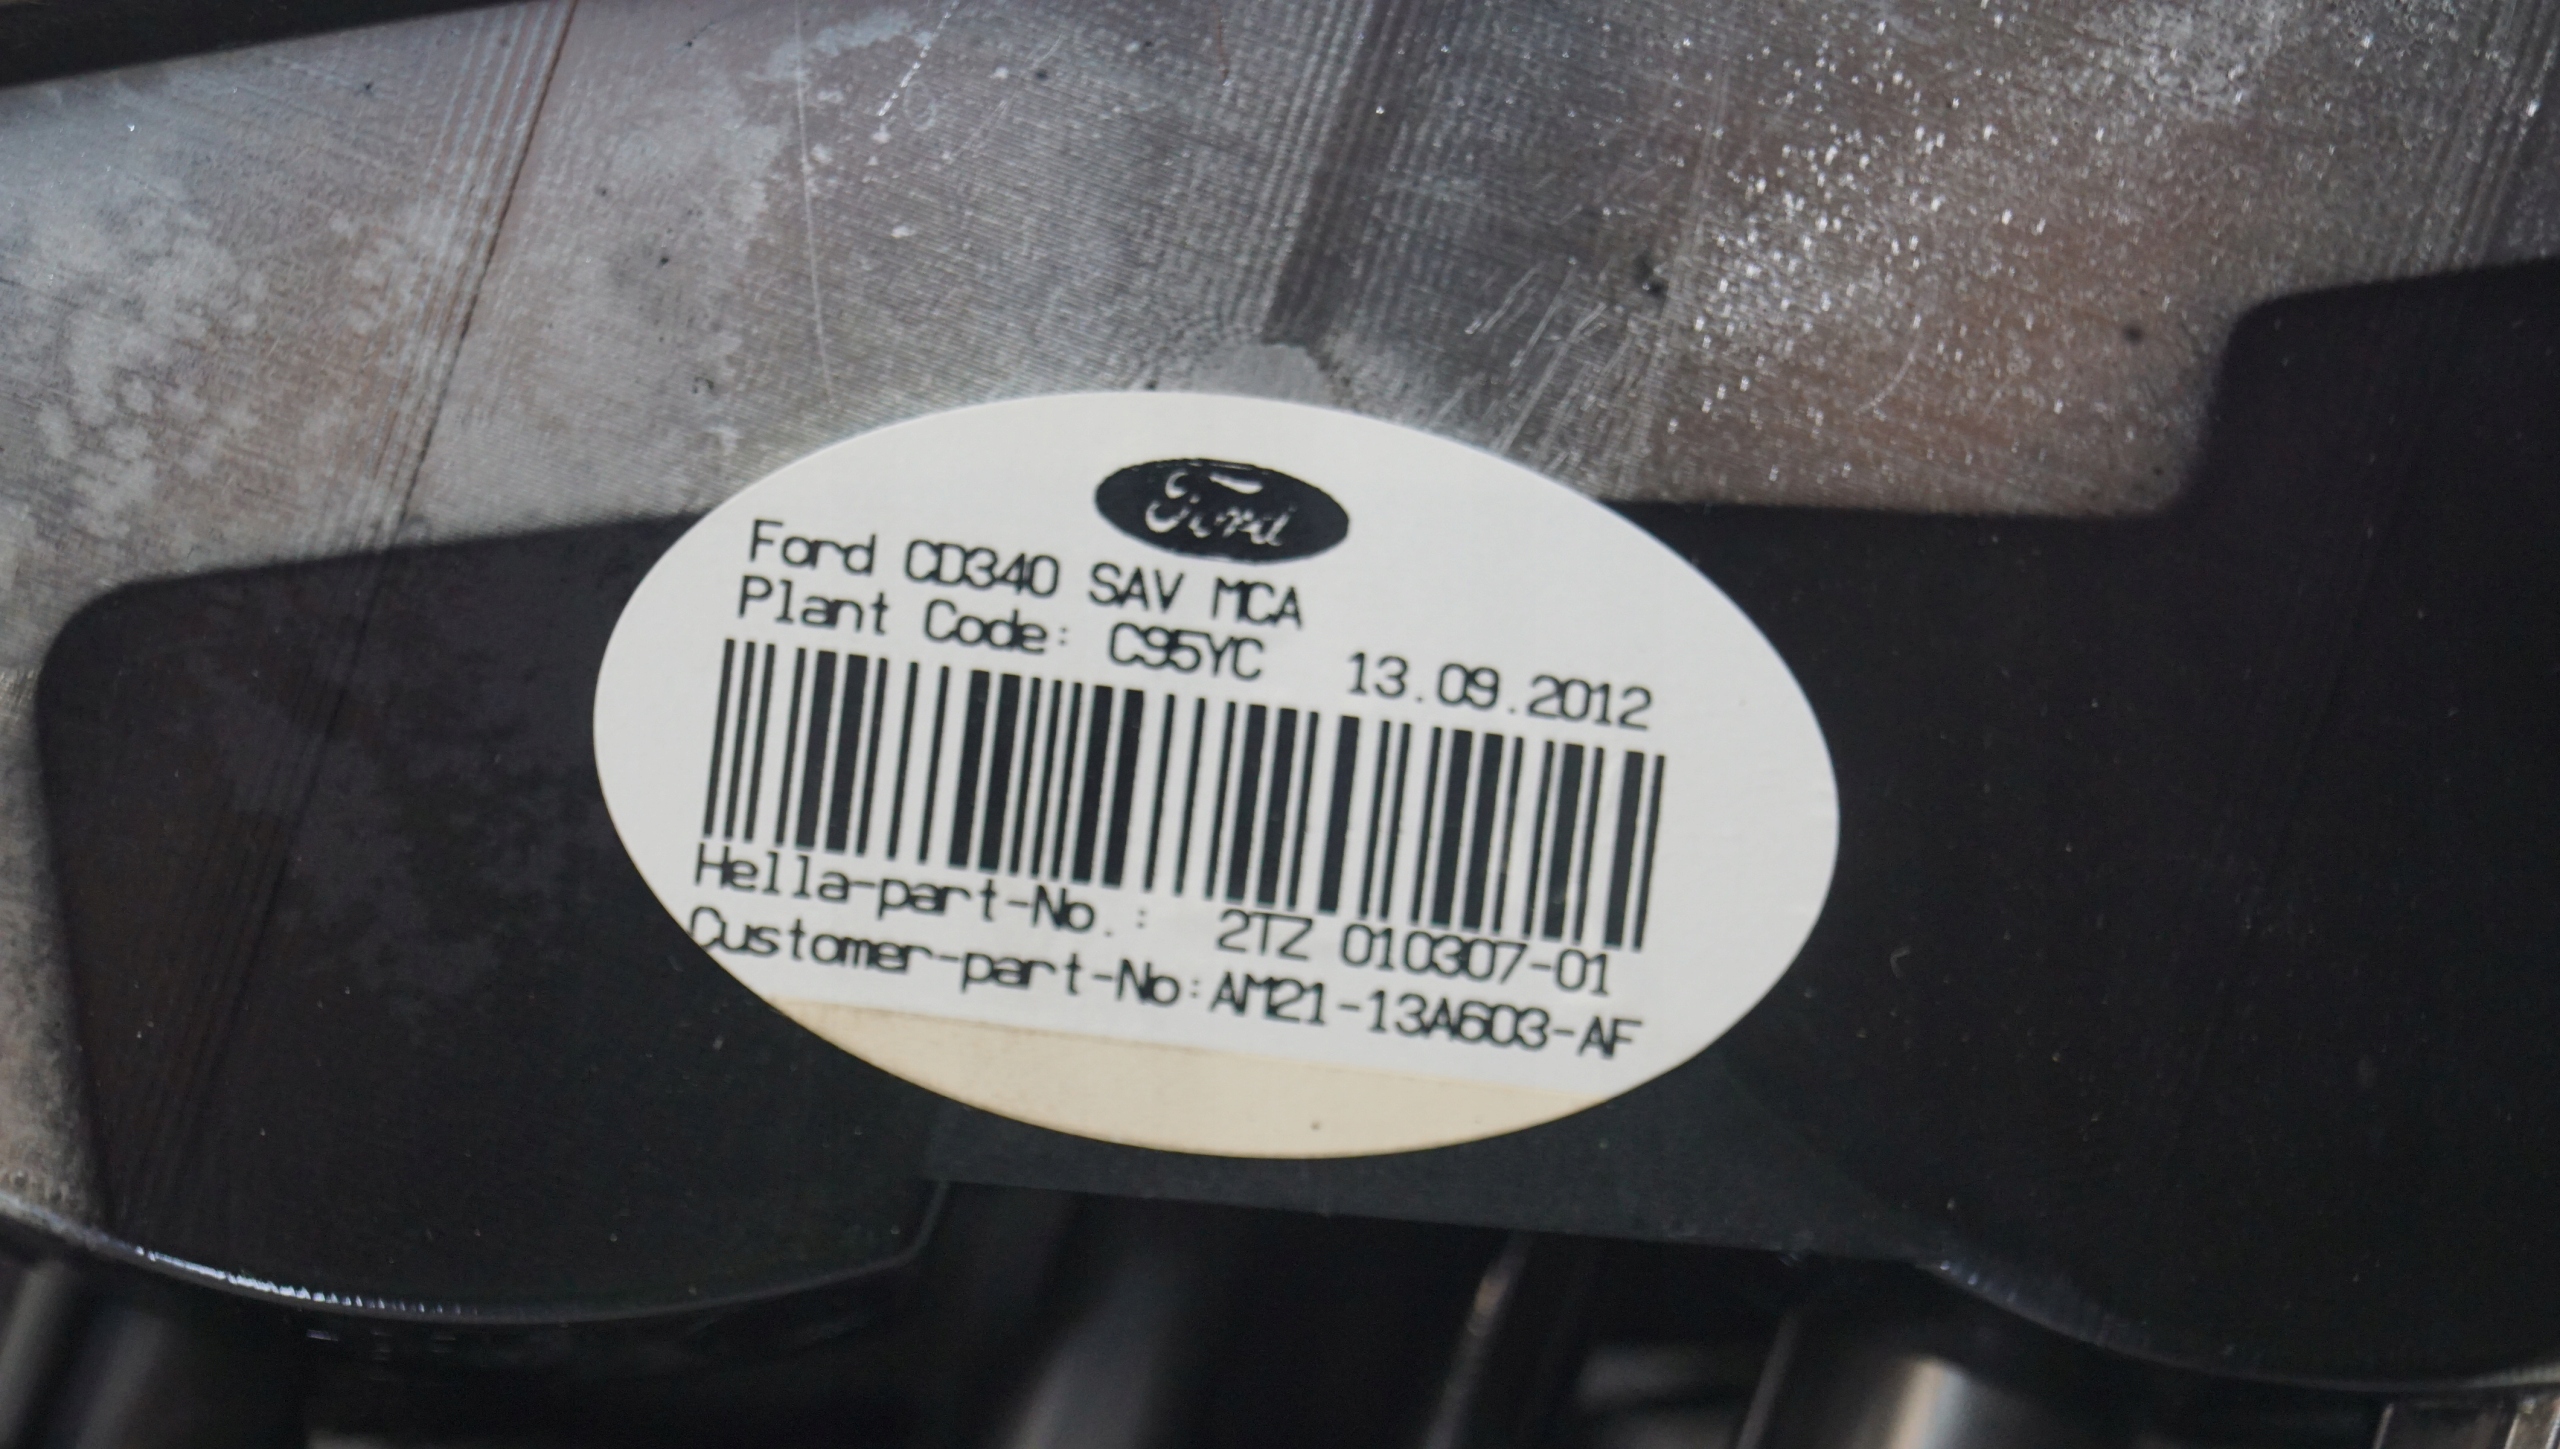 Ford
Ford CD340 SAV MCA
Plant Code: C95YC 13.09.2012
Hella-part-No.: 2TZ 010307-01
Customer-part-No:AM21-13A603-AF